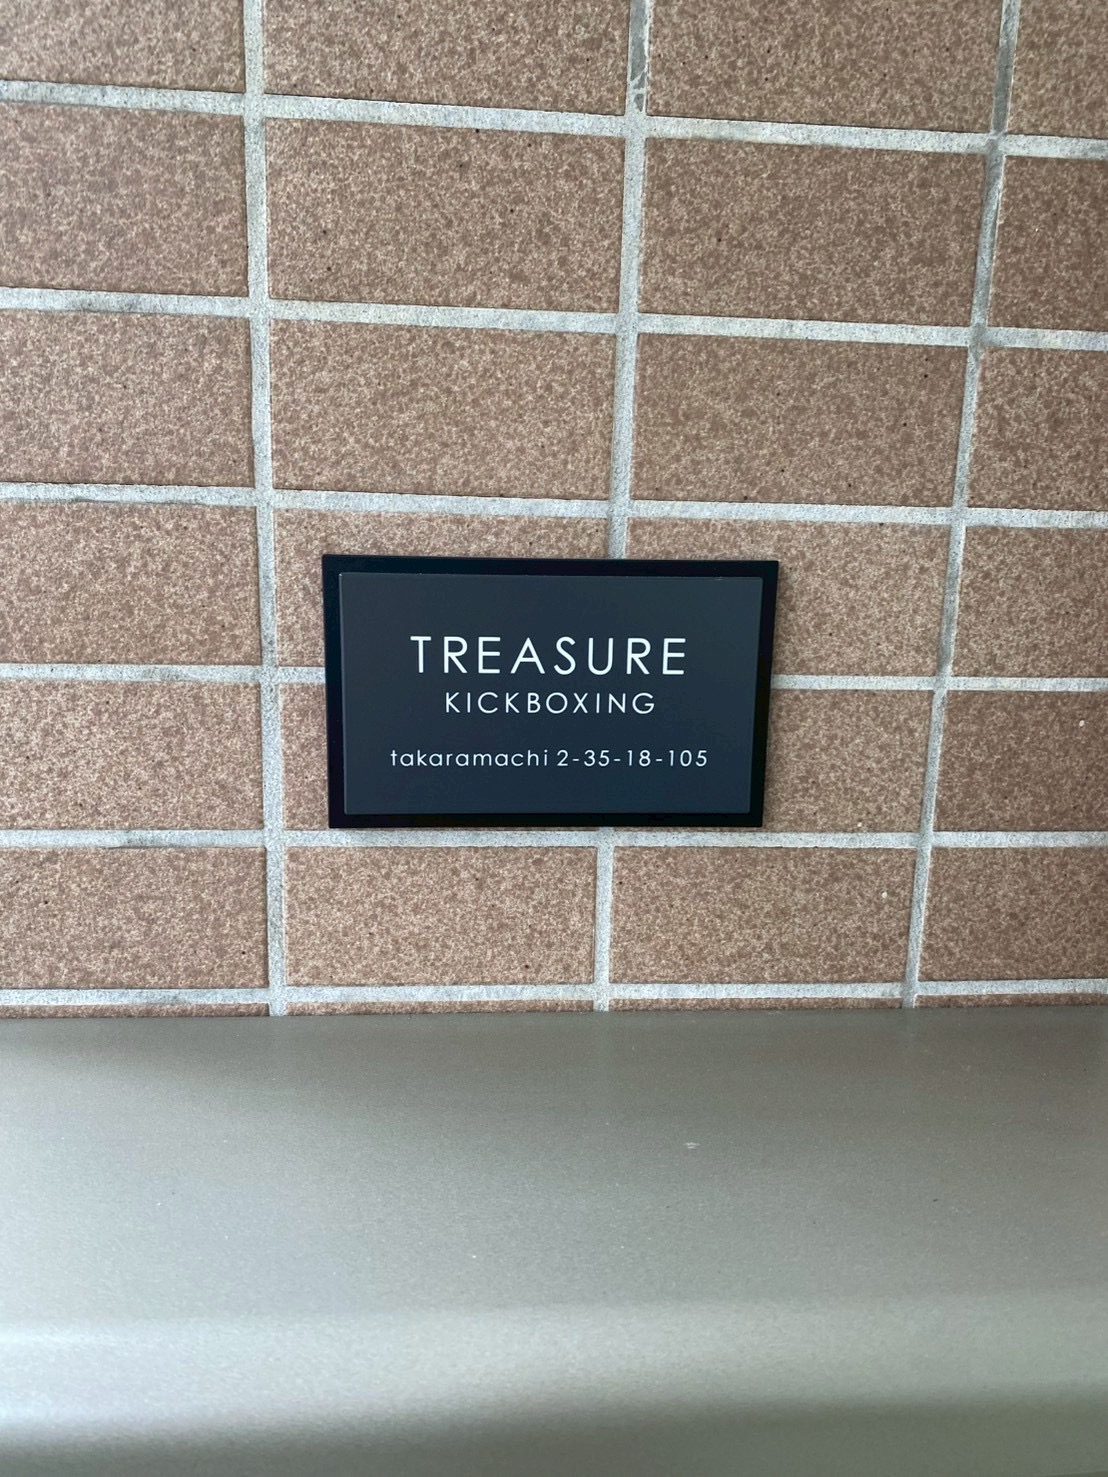 TREASURE
KICKBOXING
takaramachi 2-35-18-105